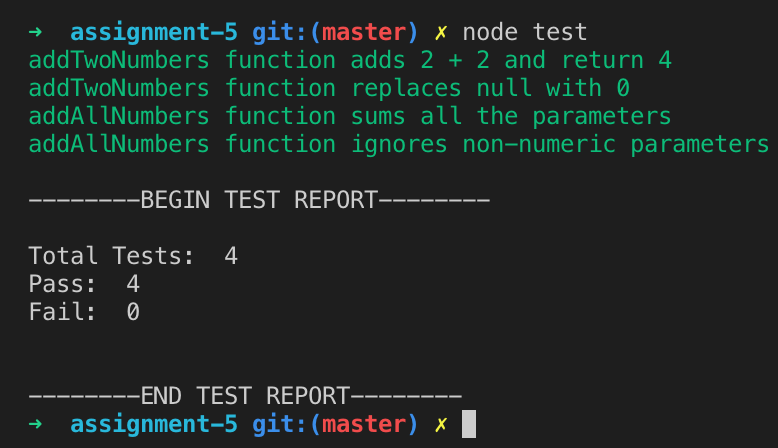 ➜  assignment-5 git:(master) ✗ node test
addTwoNumbers function adds 2 + 2 and return 4
addTwoNumbers function replaces null with 0
addAllNumbers function sums all the parameters
addAllNumbers function ignores non-numeric parameters
--------BEGIN TEST REPORT--------
Total Tests:  4
Pass:  4
Fail:  0
--------END TEST REPORT--------
➜  assignment-5 git:(master) ✗